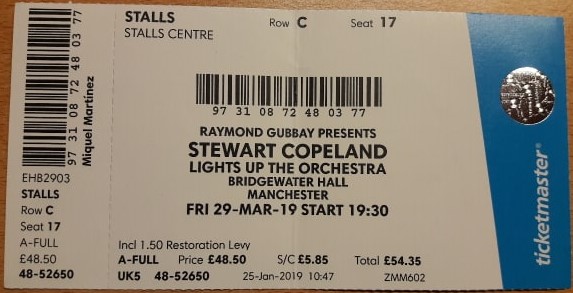 97 31 08 72 48 03 77
Miquel Martínez
EHB2903
STALLS
Row C
Seat 17
A-FULL
£48.50
48-52650
STALLS
STALLS CENTRE
Row C Seat 17
97 31 08 72 48 03 77
RAYMOND GUBBAY PRESENTS
STEWART COPELAND
LIGHTS UP THE ORCHESTRA
BRIDGEWATER HALL
MANCHESTER
FRI 29-MAR-19 START 19:30
Incl 1.50 Restoration Levy
A-FULL Price £48.50 S/C £5.85 Total £54.35
UK5 48-52650 25-Jan-2019 10:47 ZMM602
ticketmaster®